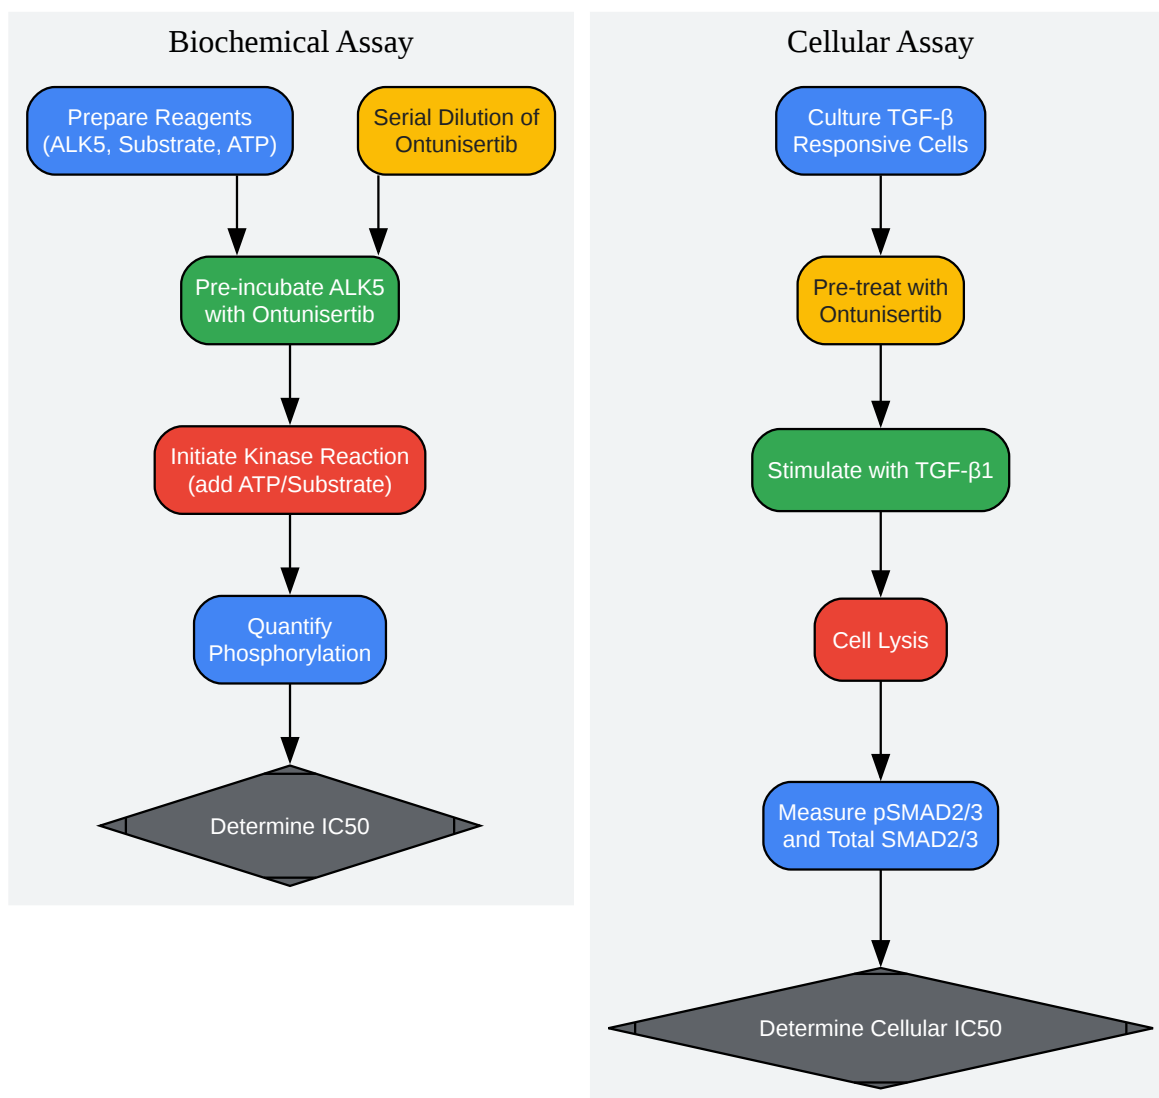 Biochemical Assay
Prepare Reagents
(ALK5, Substrate, ATP)
Serial Dilution of
Ontunisertib
Pre-incubate ALK5
with Ontunisertib
Initiate Kinase Reaction
(add ATP/Substrate)
Quantify
Phosphorylation
Determine IC50
Cellular Assay
Culture TGF-β
Responsive Cells
Pre-treat with
Ontunisertib
Stimulate with TGF-β1
Cell Lysis
Measure pSMAD2/3
and Total SMAD2/3
Determine Cellular IC50